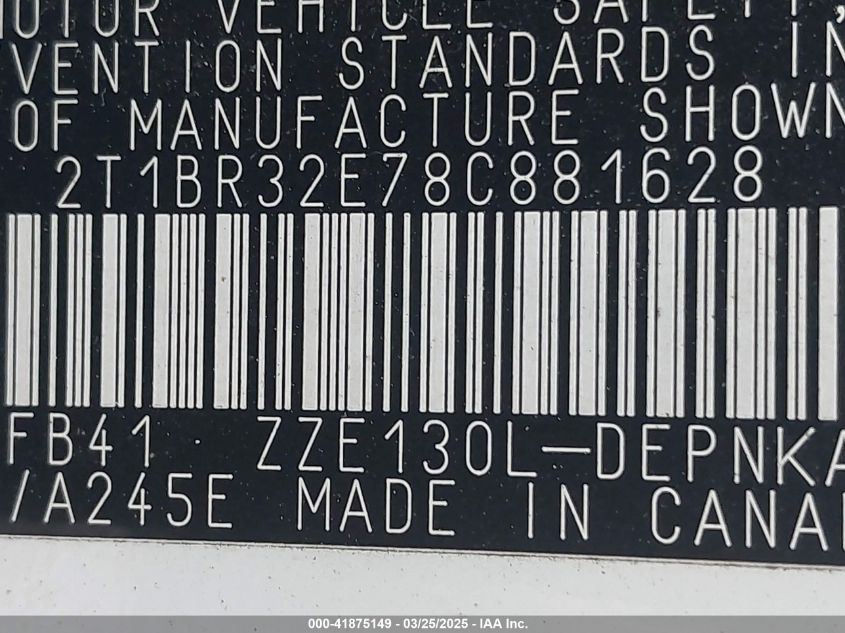 MOTOR VEHICLE SAFETY,
VENTION STANDARDS IN
OF MANUFACTURE SHOWN
2T1BR32E78C881628
FB41 ZZE130L-DEPNKA
/A245E MADE IN CANA
000-41875149 - 03/25/2025 - IAA Inc.